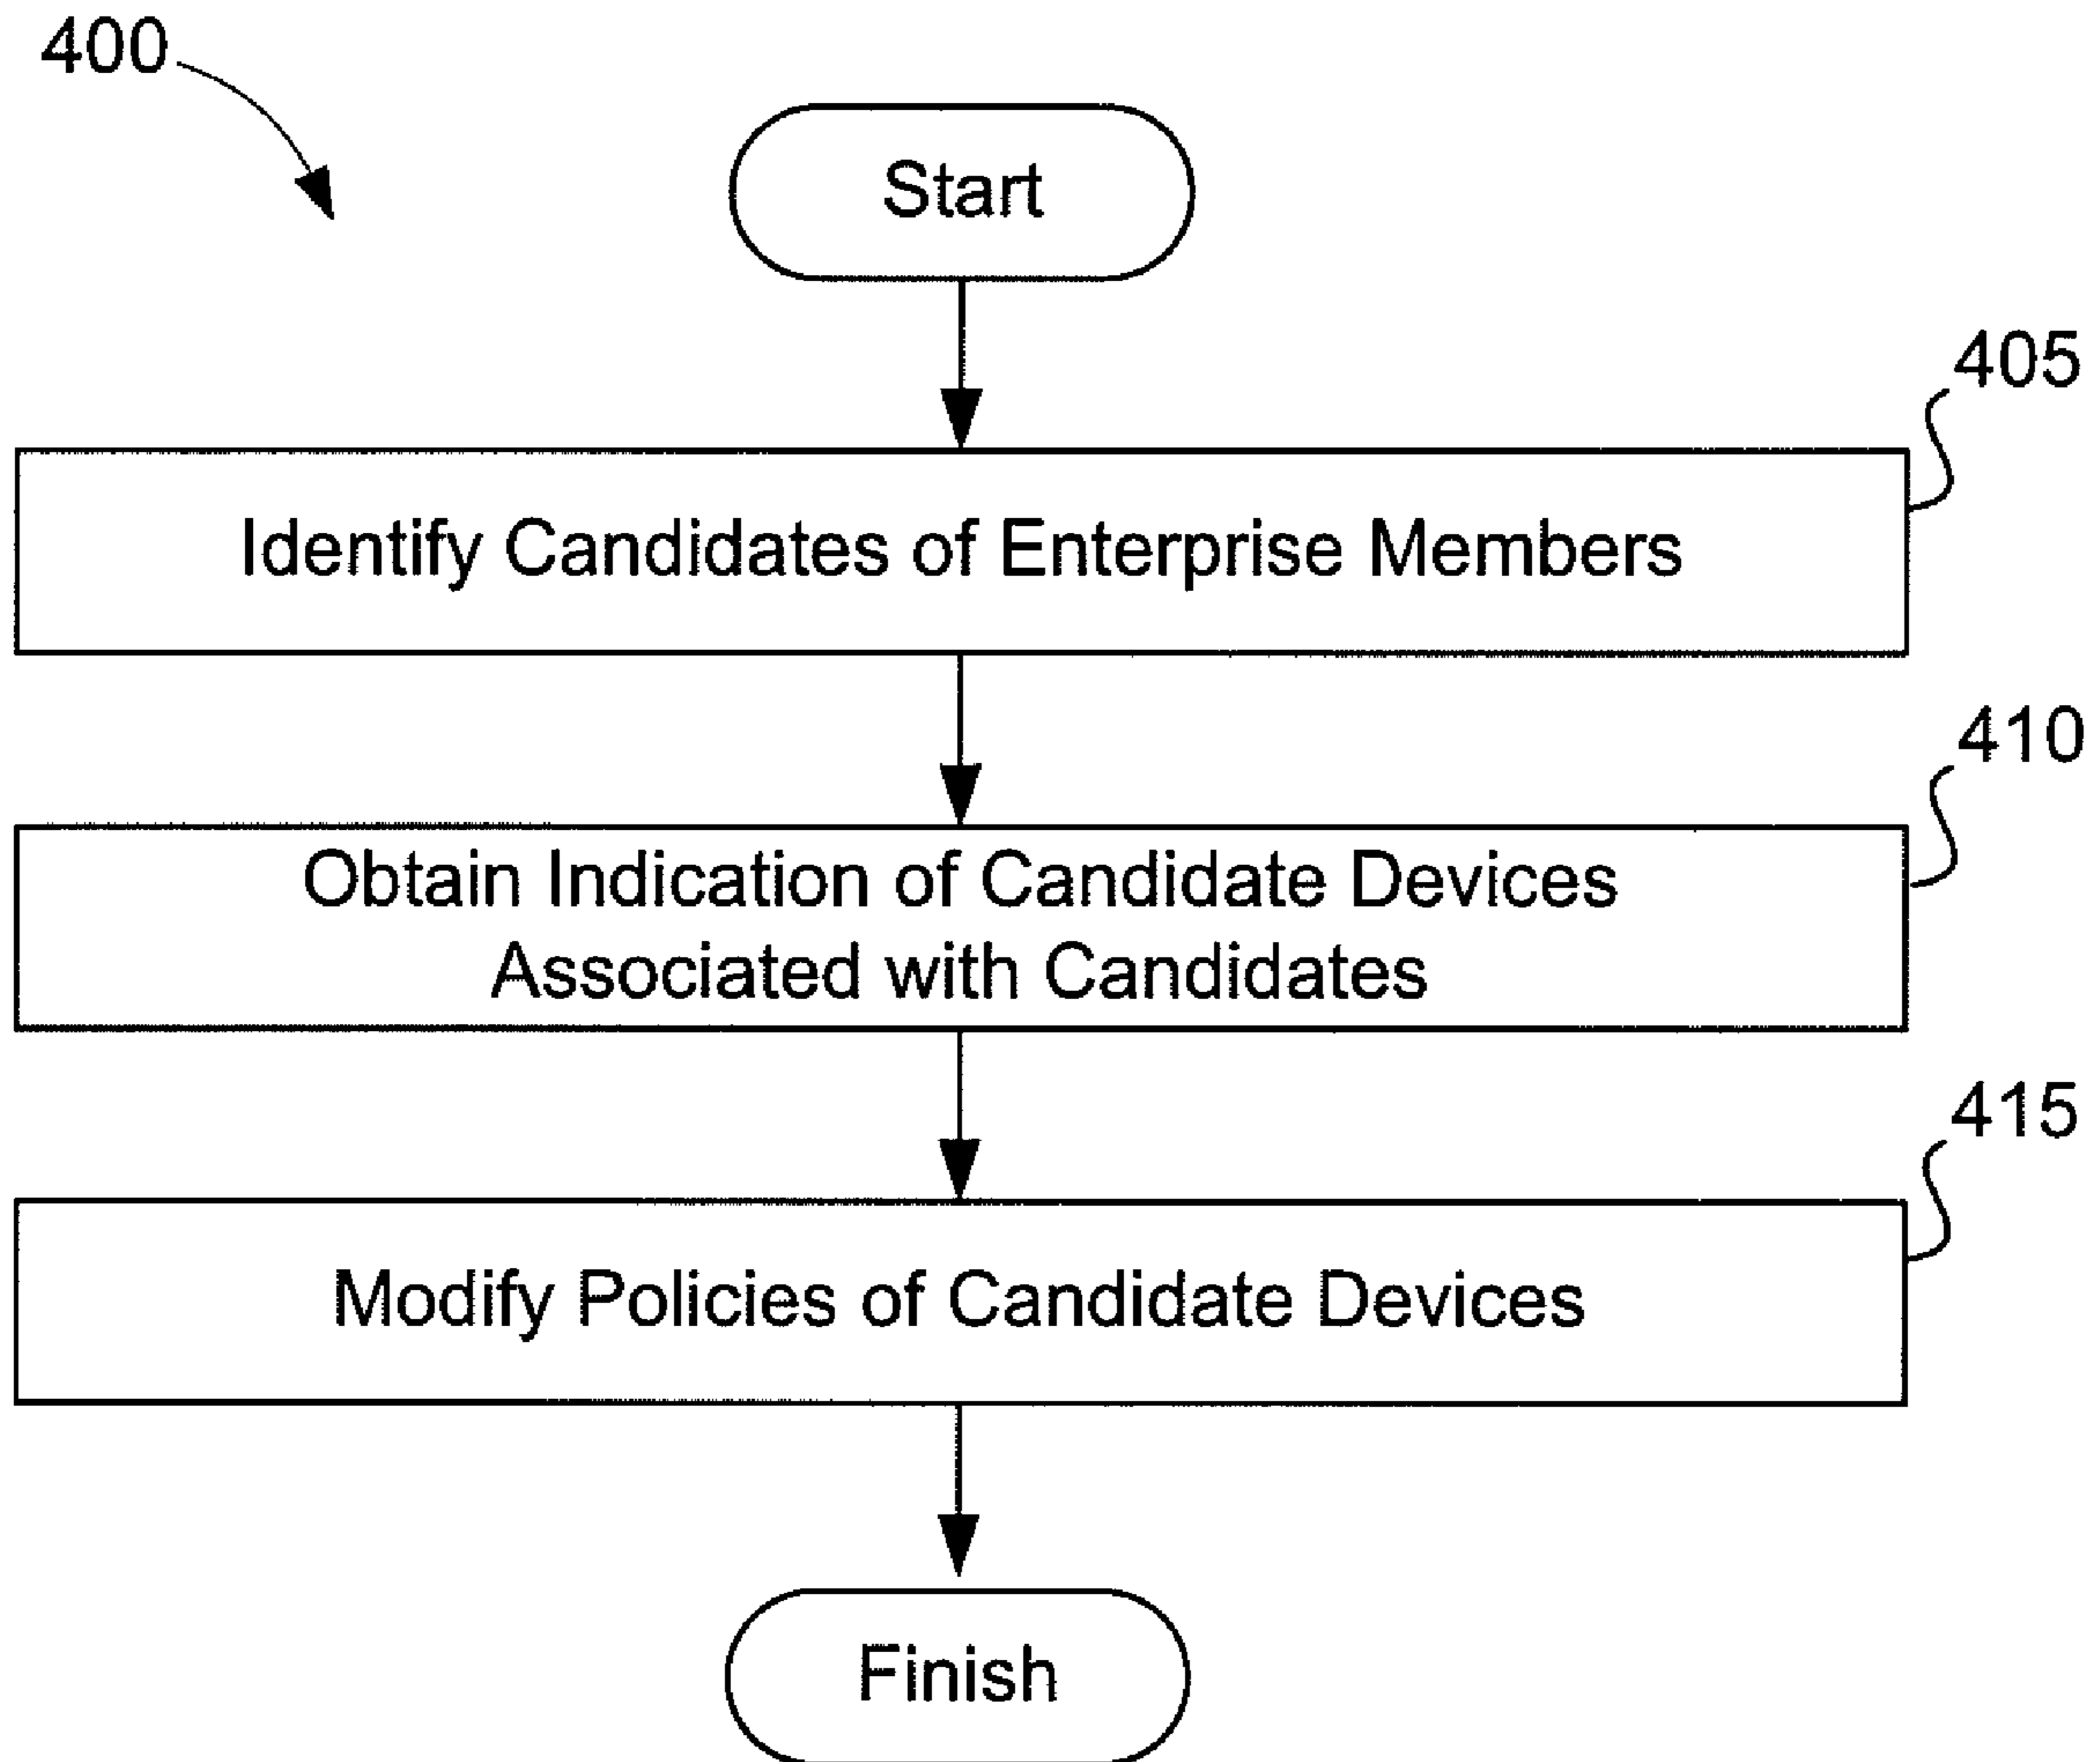 400
Start
405
Identify Candidates of Enterprise Members
410
Obtain Indication of Candidate Devices
Associated with Candidates
415
Modify Policies of Candidate Devices
Finish